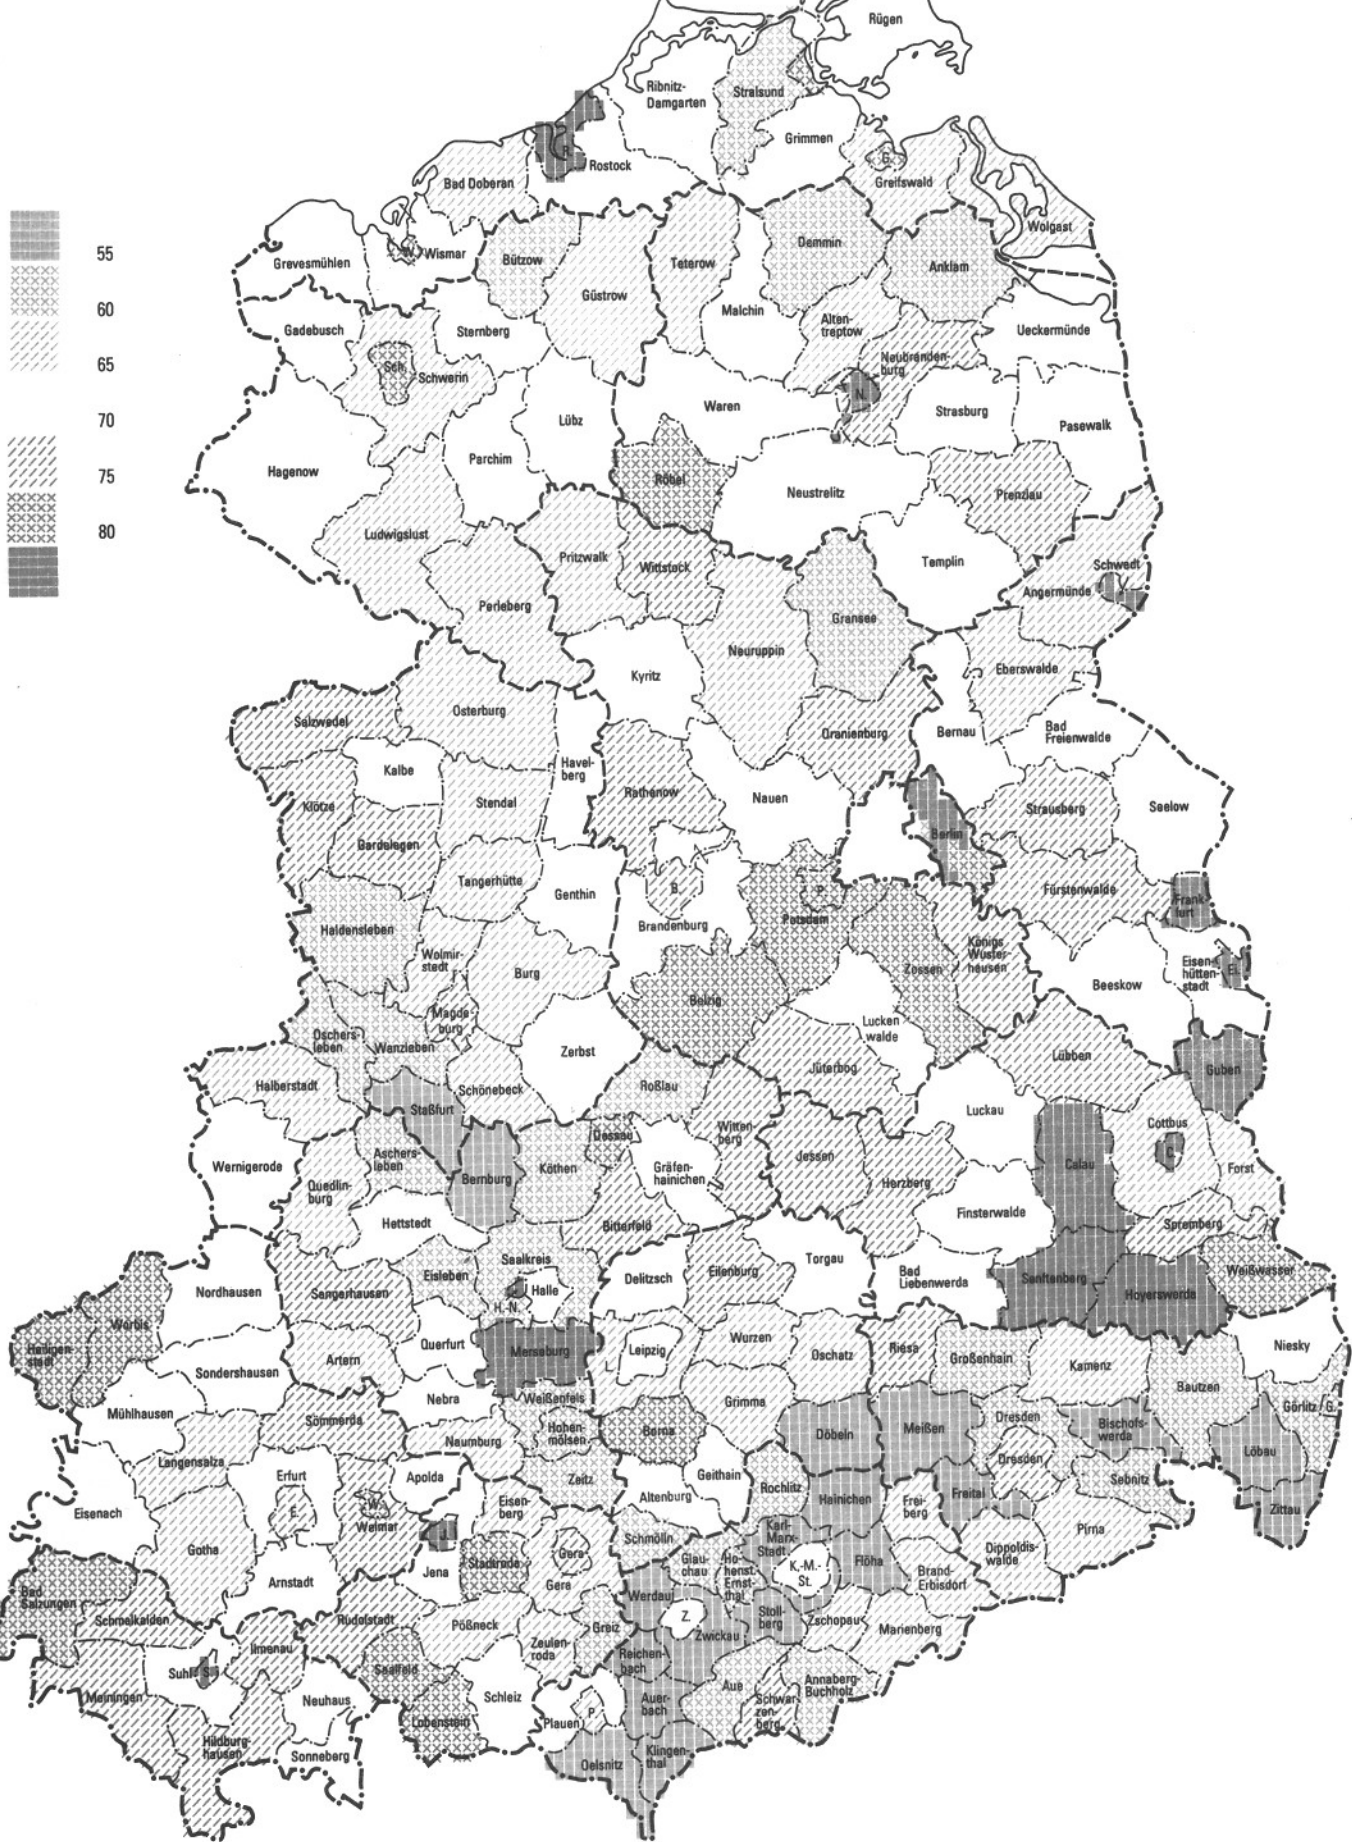 Rügen
Ribnitz-
Damgarten
Stralsund
Grimmen
R.
Rostock
G.
Greifswald
Bad Doberan
Wolgast
W.
Wismar
Grevesmühlen
Bützow
Teterow
Demmin
Anklam
Güstrow
Malchin
Alten-
treptow
Ueckermünde
Gadebusch
Sternberg
Neubranden-
burg
Sch.
Schwerin
N.
Waren
Strasburg
Lübz
Pasewalk
Parchim
Hagenow
Röbel
Neustrelitz
Prenzlau
Ludwigslust
Pritzwalk
Wittstock
Templin
Schwedt
Angermünde
Perleberg
Gransee
Neuruppin
Eberswalde
Kyritz
Osterburg
Salzwedel
Oranienburg
Bernau
Bad
Freienwalde
Kalbe
Havel-
berg
Stendal
Rathenow
Nauen
Klötze
Strausberg
Seelow
Gardelegen
Berlin
Tangerhütte
Genthin
B.
P.
Fürstenwalde
Frank-
furt
Brandenburg
Potsdam
Haldensleben
Wolmir-
stedt
Burg
Königs
Wuster-
hausen
Zossen
Eisen-
hütten-
stadt
Ei.
Beeskow
Belzig
Magde-
burg
Lucken
walde
Oschers-
leben
Wanzleben
Zerbst
Jüterbog
Lübben
Guben
Halberstadt
Schönebeck
Roßlau
Staßfurt
Luckau
Cottbus
C.
Wernigerode
Aschers-
leben
Dessau
Witten-
berg
Köthen
Gräfen-
hainichen
Jessen
Calau
Forst
Quedlin-
burg
Bernburg
Herzberg
Hettstedt
Finsterwalde
Bitterfeld
Spremberg
Saalkreis
Torgau
Bad
Liebenwerda
Weißwasser
Nordhausen
Sangerhausen
Eisleben
Halle
H.-N.
Delitzsch
Eilenburg
Senftenberg
Hoyerswerda
Worbis
Heiligen-
stadt
Querfurt
Merseburg
Leipzig
L.
Wurzen
Oschatz
Riesa
Großenhain
Kamenz
Niesky
Sondershausen
Artern
Bautzen
Nebra
Weißenfels
Grimma
Görlitz
G.
Mühlhausen
Sömmerda
Naumburg
Hohen-
mölsen
Borna
Döbeln
Meißen
Dresden
Bischofs-
werda
Löbau
Langensalza
Zeitz
Geithain
Dresden
Sebnitz
Erfurt
Apolda
Altenburg
Rochlitz
Hainichen
Frei-
berg
Freital
Zittau
Eisenach
E.
W.
Weimar
Eisen-
berg
Pirna
Gotha
J.
Jena
Schmölln
Karl-
Marx-
Stadt
Dippoldis-
walde
Arnstadt
Stadtroda
Gera
Gera
Glau-
chau
Ho-
henst.
Ernst-
thal
K.-M.-
St.
Flöha
Brand-
Erbisdorf
Bad
Salzungen
Schmalkalden
Rudolstadt
Pößneck
Greiz
Werdau
Z.
Zwickau
Stoll-
berg
Zschopau
Marienberg
Ilmenau
Zeulen-
roda
Reichen-
bach
Suhl
S.
Saalfeld
Aue
Annaberg-
Buchholz
Meiningen
Neuhaus
Schleiz
Schwar-
zen-
berg
Auer-
bach
Lobenstein
Plauen
P.
Hildburg-
hausen
Sonneberg
Oelsnitz
Klingen-
thal
55
60
65
70
75
80